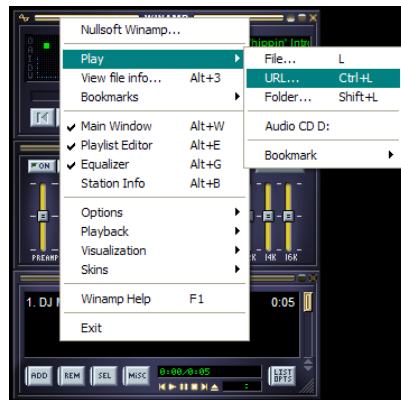 WINAMP
Nullsoft Winamp...
Play
File... L
View file info... Alt+3
URL... Ctrl+L
Bookmarks
Folder... Shift+L
Main Window Alt+W
Audio CD D:
Playlist Editor Alt+E
Equalizer Alt+G
Bookmark
Station Info Alt+B
ON
Options
Playback
Visualization
PREAMP 14K 16K
Skins
Winamp Help F1
1. DJ 0:05
Exit
ADD REM SEL MISC 0:00/0:05 LIST OPTS